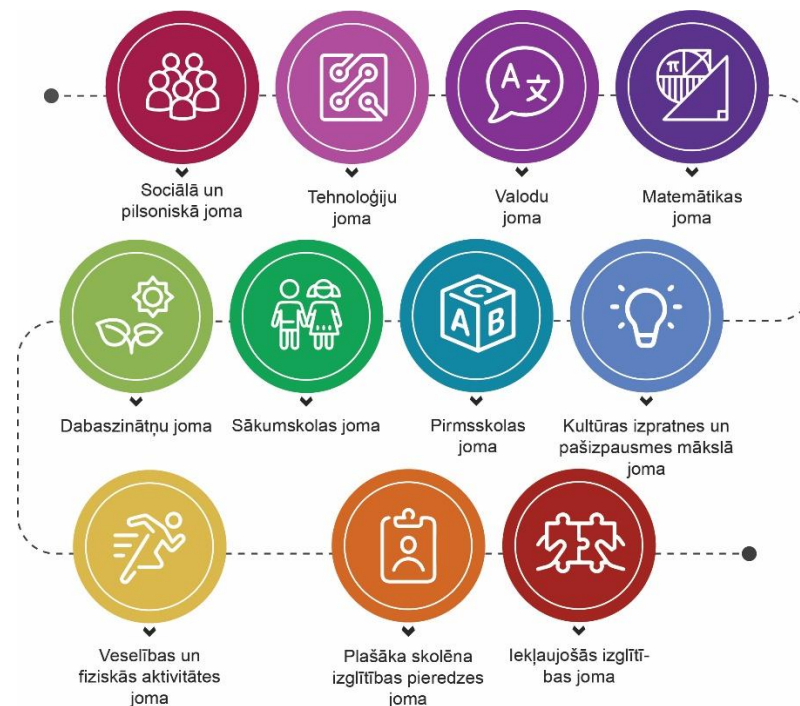 A 文
π
Sociālā un
pilsoniskā joma
Tehnoloģiju
joma
Valodu
joma
Matemātikas
joma
A B C
Dabaszinātņu joma
Sākumskolas joma
Pirmsskolas
joma
Kultūras izpratnes un
pašizpausmes mākslā
joma
Veselības un
fiziskās aktivitātes
joma
Plašāka skolēna
izglītības pieredzes
joma
Iekļaujošās izglītī-
bas joma